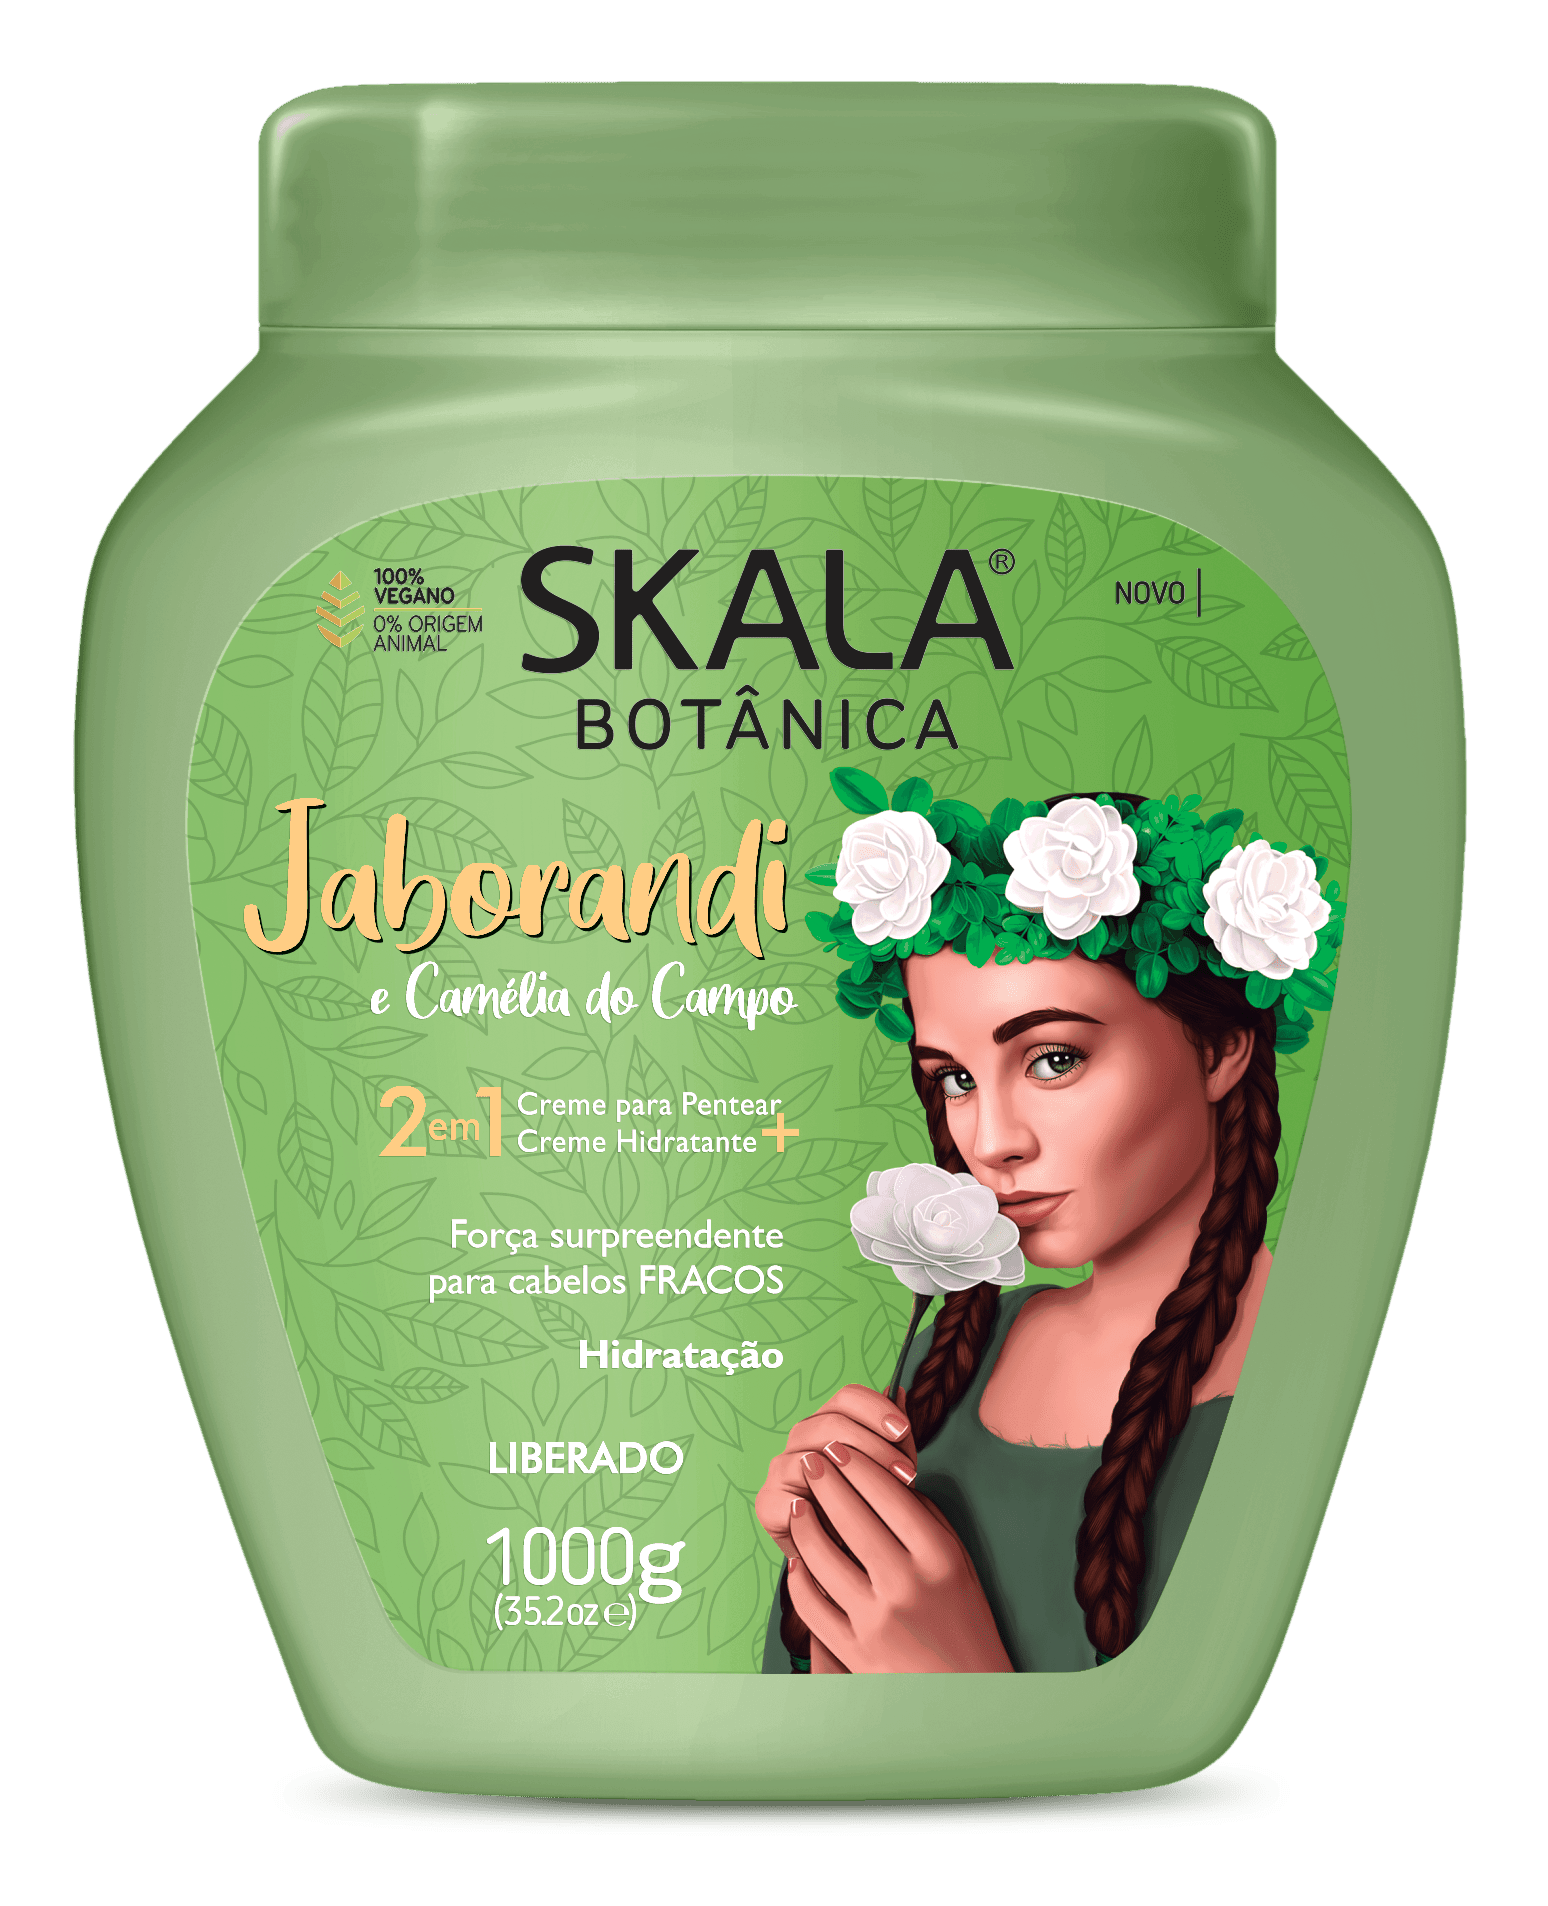 100%
VEGANO
0% ORIGEM
ANIMAL
SKALA®
NOVO
BOTÂNICA
Jaborandi
e Camélia do Campo
2em1 Creme para Pentear
Creme Hidratante +
Força surpreendente
para cabelos FRACOS
Hidratação
LIBERADO
1000g
(35.2oz ℮)